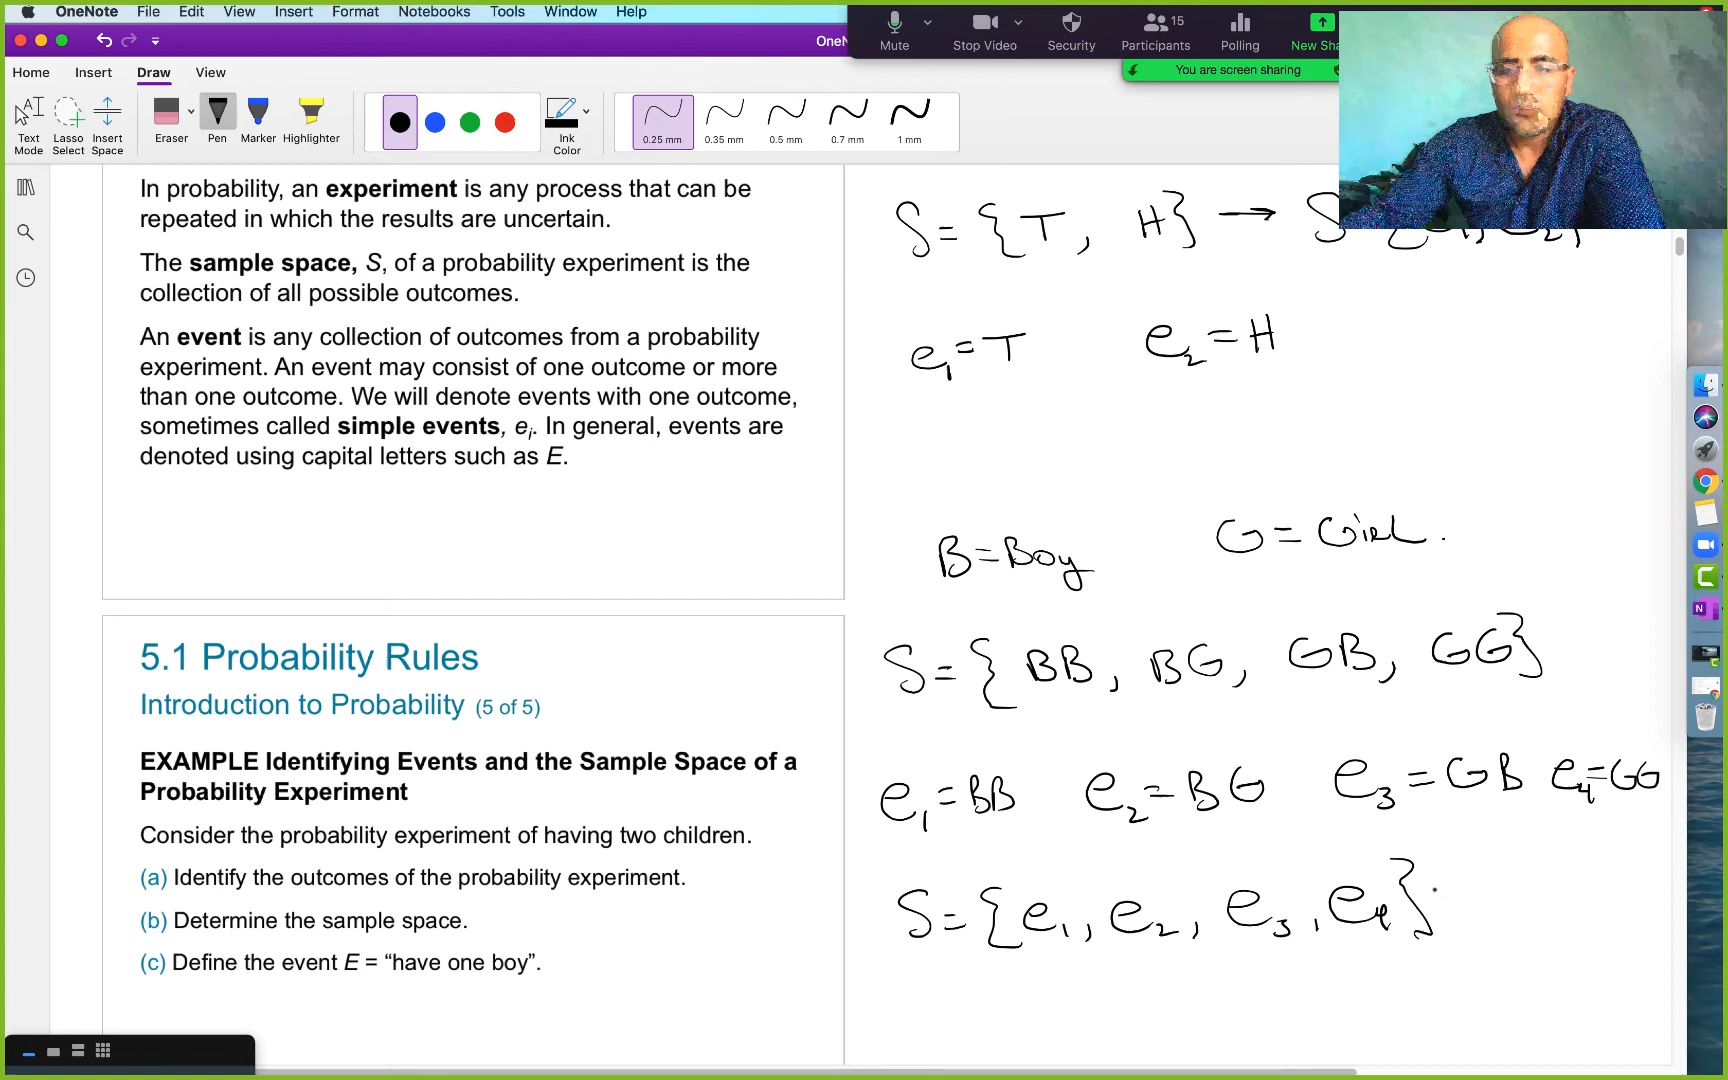 OneNote File Edit View Insert Format Notebooks Tools Window Help
OneN
Mute Stop Video Security Participants 15 Polling New Sha
You are screen sharing
Home Insert Draw View
Text Mode Lasso Select Insert Space Eraser Pen Marker Highlighter Ink Color 0.25 mm 0.35 mm 0.5 mm 0.7 mm 1 mm
In probability, an experiment is any process that can be
repeated in which the results are uncertain.
The sample space, S, of a probability experiment is the
collection of all possible outcomes.
An event is any collection of outcomes from a probability
experiment. An event may consist of one outcome or more
than one outcome. We will denote events with one outcome,
sometimes called simple events, eᵢ. In general, events are
denoted using capital letters such as E.
5.1 Probability Rules
Introduction to Probability (5 of 5)
EXAMPLE Identifying Events and the Sample Space of a
Probability Experiment
Consider the probability experiment of having two children.
(a) Identify the outcomes of the probability experiment.
(b) Determine the sample space.
(c) Define the event E = “have one boy”.
S = {T, H} → S
e₁ = T e₂ = H
B = Boy G = Girl.
S = {BB, BG, GB, GG}
e₁ = BB e₂ = BG e₃ = GB e₄ = GG
S = {e₁, e₂, e₃, e₄}